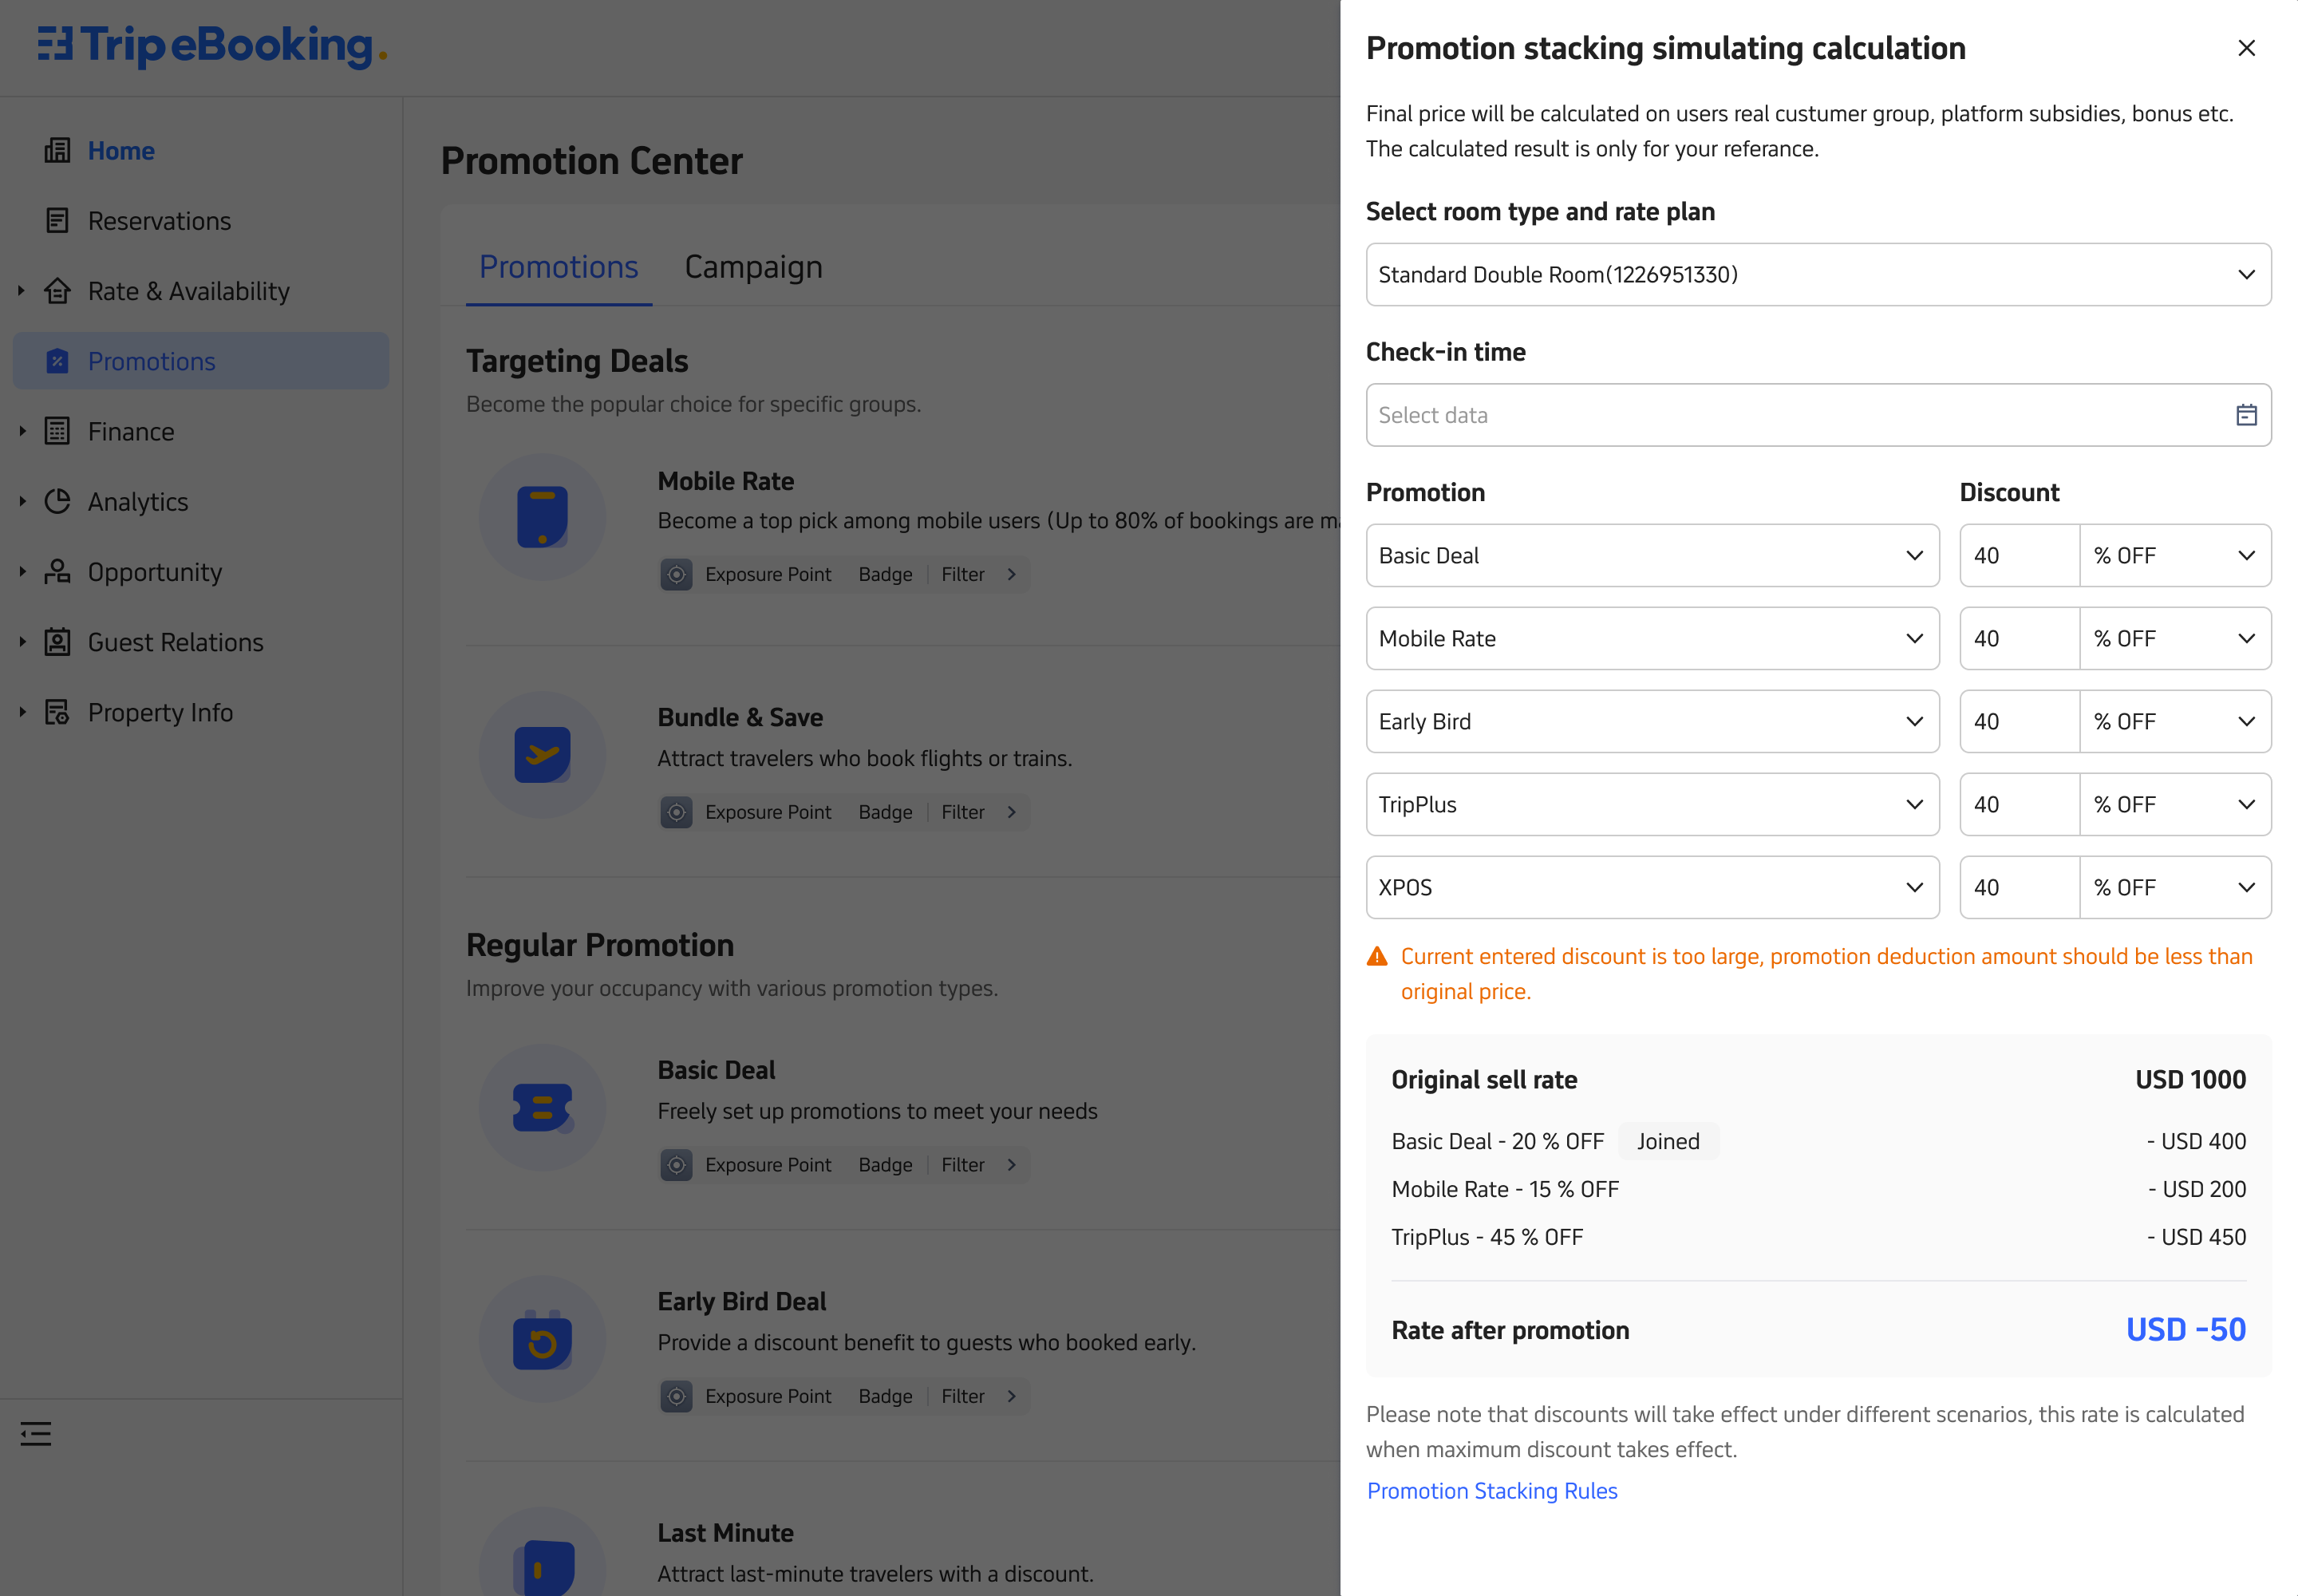 Trip eBooking.
Home
Reservations
Rate & Availability
Promotions
Finance
Analytics
Opportunity
Guest Relations
Property Info
Promotion Center
Promotions
Campaign
Targeting Deals
Become the popular choice for specific groups.
Mobile Rate
Become a top pick among mobile users (Up to 80% of bookings are
Exposure Point Badge Filter
Bundle & Save
Attract travelers who book flights or trains.
Exposure Point Badge Filter
Regular Promotion
Improve your occupancy with various promotion types.
Basic Deal
Freely set up promotions to meet your needs
Exposure Point Badge Filter
Early Bird Deal
Provide a discount benefit to guests who booked early.
Exposure Point Badge Filter
Last Minute
Attract last-minute travelers with a discount.
Promotion stacking simulating calculation
Final price will be calculated on users real custumer group, platform subsidies, bonus etc.
The calculated result is only for your referance.
Select room type and rate plan
Standard Double Room(1226951330)
Check-in time
Select data
Promotion Discount
Basic Deal 40 % OFF
Mobile Rate 40 % OFF
Early Bird 40 % OFF
TripPlus 40 % OFF
XPOS 40 % OFF
Current entered discount is too large, promotion deduction amount should be less than
original price.
Original sell rate USD 1000
Basic Deal - 20 % OFF Joined - USD 400
Mobile Rate - 15 % OFF - USD 200
TripPlus - 45 % OFF - USD 450
Rate after promotion USD -50
Please note that discounts will take effect under different scenarios, this rate is calculated
when maximum discount takes effect.
Promotion Stacking Rules